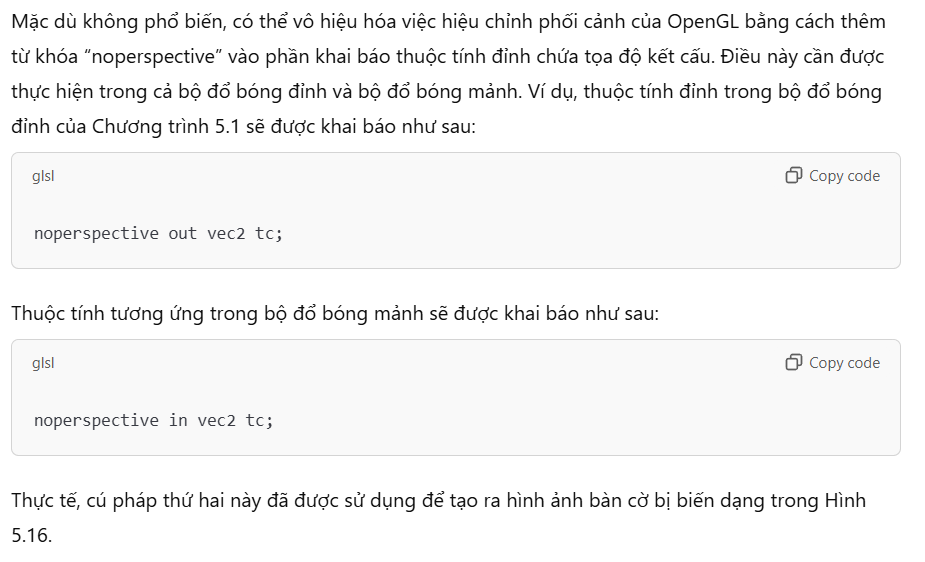 Mặc dù không phổ biến, có thể vô hiệu hóa việc hiệu chỉnh phối cảnh của OpenGL bằng cách thêm
từ khóa “noperspective” vào phần khai báo thuộc tính đỉnh chứa tọa độ kết cấu. Điều này cần được
thực hiện trong cả bộ đổ bóng đỉnh và bộ đổ bóng mảnh. Ví dụ, thuộc tính đỉnh trong bộ đổ bóng
đỉnh của Chương trình 5.1 sẽ được khai báo như sau:
glsl Copy code
noperspective out vec2 tc;
Thuộc tính tương ứng trong bộ đổ bóng mảnh sẽ được khai báo như sau:
glsl Copy code
noperspective in vec2 tc;
Thực tế, cú pháp thứ hai này đã được sử dụng để tạo ra hình ảnh bàn cờ bị biến dạng trong Hình
5.16.